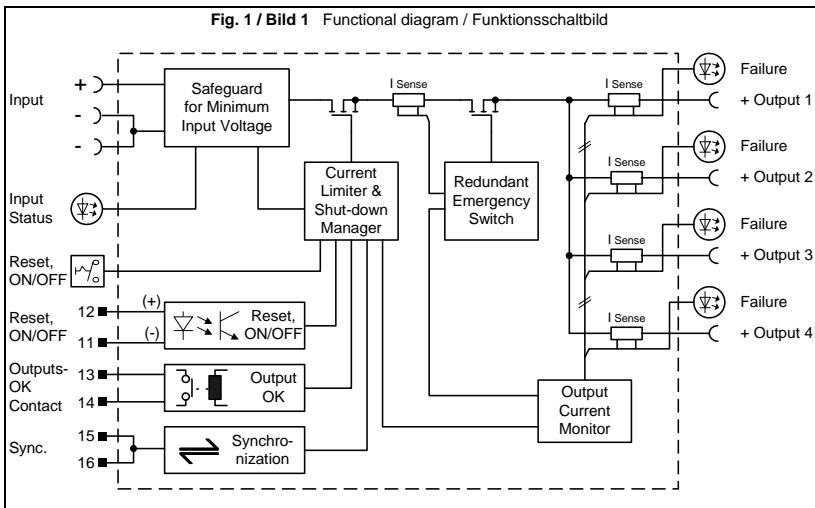 Fig. 1 / Bild 1 Functional diagram / Funktionsschaltbild
Input
+
-
-
Safeguard
for Minimum
Input Voltage
I Sense
I Sense
Failure
+ Output 1
Input
Status
Current
Limiter &
Shut-down
Manager
Redundant
Emergency
Switch
I Sense
Failure
+ Output 2
Reset,
ON/OFF
I Sense
Failure
+ Output 3
Reset,
ON/OFF
12
(+)
11
(-)
Reset,
ON/OFF
I Sense
Failure
+ Output 4
Outputs-
OK
Contact
13
14
Output
OK
Output
Current
Monitor
Sync.
15
16
Synchro-
nization